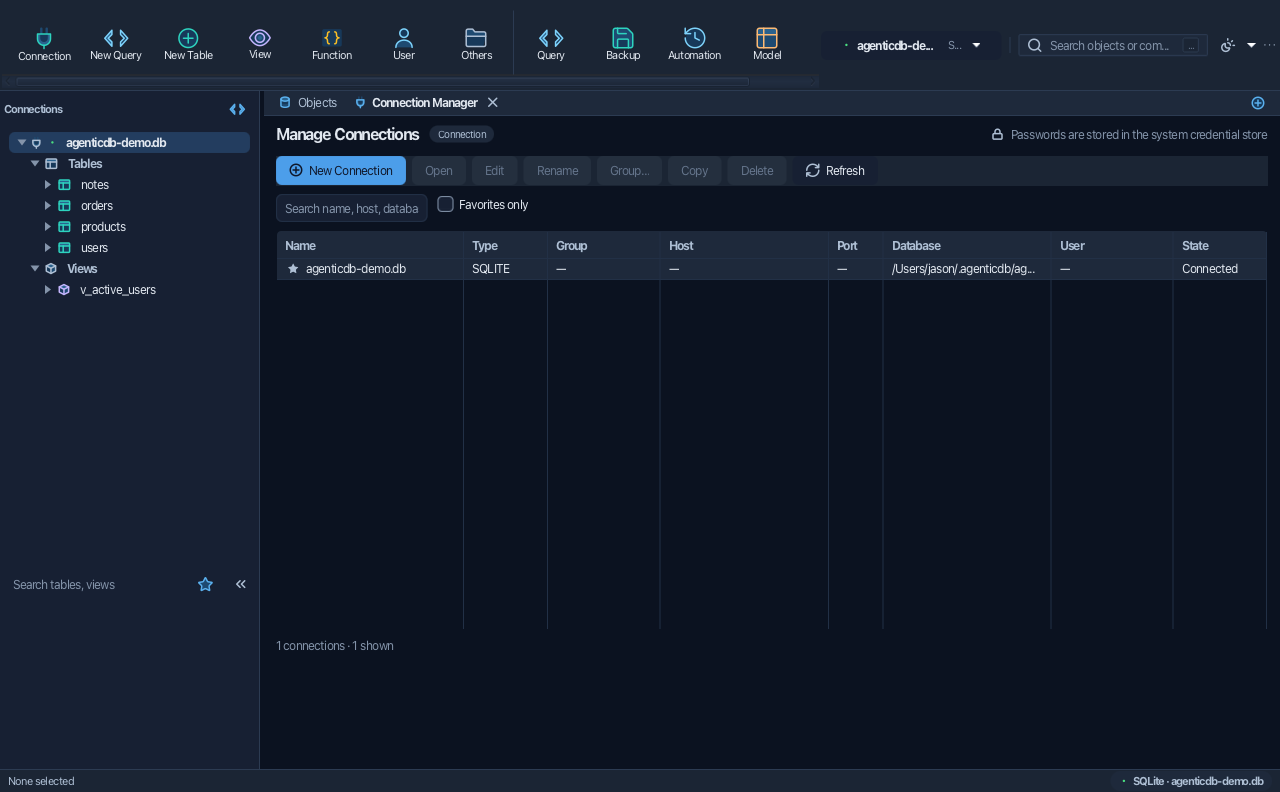 Connection
New Query
New Table
View
Function
User
Others
Query
Backup
Automation
Model
agenticdb-de...
S...
Search objects or com...
...
Connections
Objects
Connection Manager
agenticdb-demo.db
Tables
notes
orders
products
users
Views
v_active_users
Search tables, views
Manage Connections
Connection
Passwords are stored in the system credential store
New Connection
Open
Edit
Rename
Group...
Copy
Delete
Refresh
Search name, host, databa
Favorites only
Name
Type
Group
Host
Port
Database
User
State
agenticdb-demo.db
SQLITE
—
—
—
/Users/jason/.agenticdb/ag...
—
Connected
1 connections · 1 shown
None selected
SQLite · agenticdb-demo.db